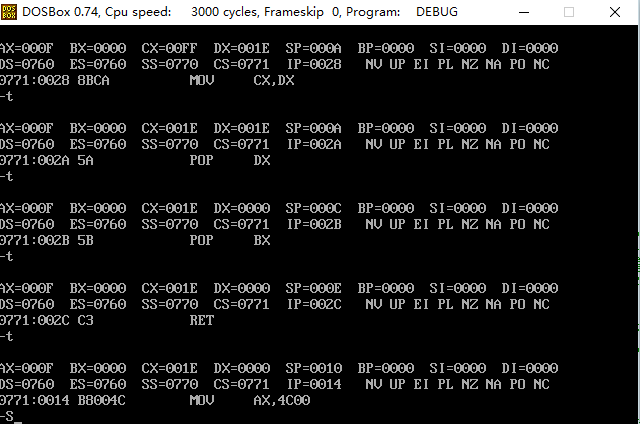 DOS
BOX
DOSBox 0.74, Cpu speed: 3000 cycles, Frameskip 0, Program: DEBUG
AX=000F BX=0000 CX=00FF DX=001E SP=000A BP=0000 SI=0000 DI=0000
DS=0760 ES=0760 SS=0770 CS=0771 IP=0028 NV UP EI PL NZ NA PO NC
0771:0028 8BCA MOV CX,DX
-t
AX=000F BX=0000 CX=001E DX=001E SP=000A BP=0000 SI=0000 DI=0000
DS=0760 ES=0760 SS=0770 CS=0771 IP=002A NV UP EI PL NZ NA PO NC
0771:002A 5A POP DX
-t
AX=000F BX=0000 CX=001E DX=0000 SP=000C BP=0000 SI=0000 DI=0000
DS=0760 ES=0760 SS=0770 CS=0771 IP=002B NV UP EI PL NZ NA PO NC
0771:002B 5B POP BX
-t
AX=000F BX=0000 CX=001E DX=0000 SP=000E BP=0000 SI=0000 DI=0000
DS=0760 ES=0760 SS=0770 CS=0771 IP=002C NV UP EI PL NZ NA PO NC
0771:002C C3 RET
-t
AX=000F BX=0000 CX=001E DX=0000 SP=0010 BP=0000 SI=0000 DI=0000
DS=0760 ES=0760 SS=0770 CS=0771 IP=0014 NV UP EI PL NZ NA PO NC
0771:0014 B8004C MOV AX,4C00
-S_